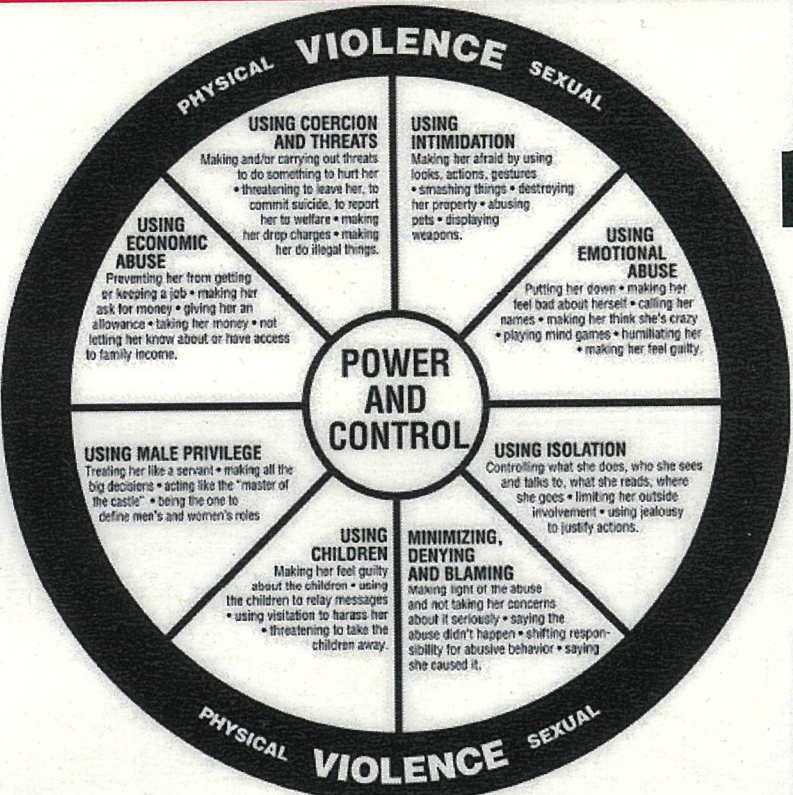 PHYSICAL VIOLENCE SEXUAL
USING COERCION
AND THREATS
Making and/or carrying out threats
to do something to hurt her
• threatening to leave her, to
commit suicide, to report
her to welfare • making
her drop charges • making
her do illegal things.
USING
INTIMIDATION
Making her afraid by using
looks, actions, gestures
• smashing things • destroying
her property • abusing
pets • displaying
weapons.
USING
EMOTIONAL
ABUSE
Putting her down • making her
feel bad about herself • calling her
names • making her think she's crazy
• playing mind games • humiliating her
• making her feel guilty.
USING ISOLATION
Controlling what she does, who she sees
and talks to, what she reads, where
she goes • limiting her outside
involvement • using jealousy
to justify actions.
MINIMIZING,
DENYING
AND BLAMING
Making light of the abuse
and not taking her concerns
about it seriously • saying the
abuse didn't happen • shifting respon-
sibility for abusive behavior • saying
she caused it.
USING
CHILDREN
Making her feel guilty
about the children • using
the children to relay messages
• using visitation to harass her
• threatening to take the
children away.
USING MALE PRIVILEGE
Treating her like a servant • making all the
big decisions • acting like the "master of
the castle" • being the one to
define men's and women's roles
USING
ECONOMIC
ABUSE
Preventing her from getting
or keeping a job • making her
ask for money • giving her an
allowance • taking her money • not
letting her know about or have access
to family income.
POWER
AND
CONTROL
PHYSICAL VIOLENCE SEXUAL